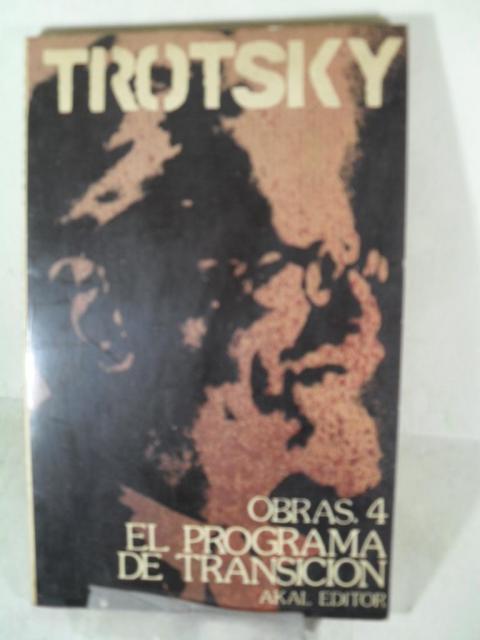 TROTSKY
OBRAS. 4
EL PROGRAMA
DE TRANSICION
AKAL EDITOR